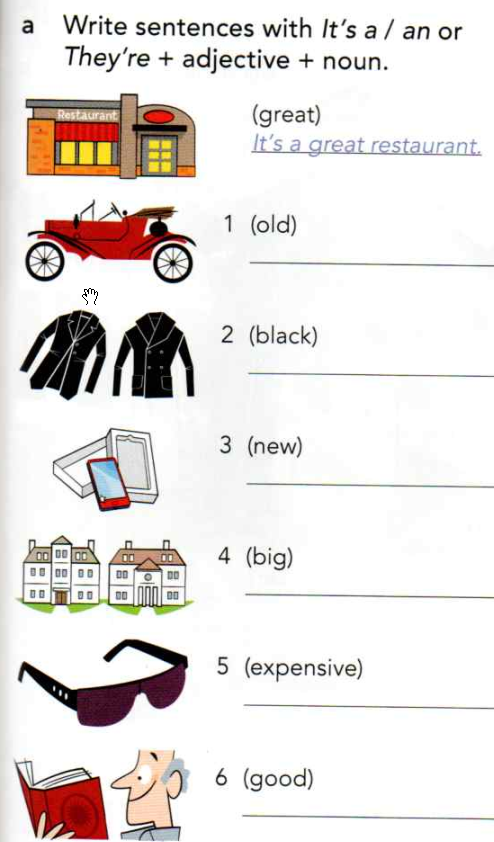 a Write sentences with It's a / an or
They're + adjective + noun.
Restaurant
(great)
It's a great restaurant.
1 (old)
2 (black)
3 (new)
4 (big)
5 (expensive)
6 (good)